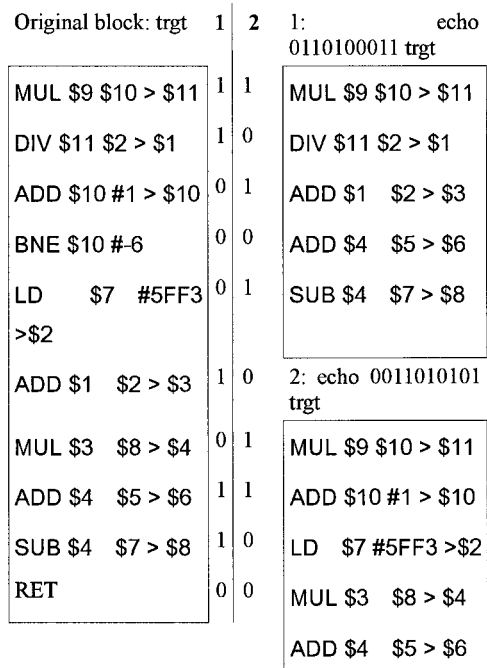 Original block: trgt 1 2
MUL $9 $10 > $11 1 1
DIV $11 $2 > $1 1 0
ADD $10 #1 > $10 0 1
BNE $10 #-6 0 0
LD $7 #5FF3 0 1
>$2
ADD $1 $2 > $3 1 0
MUL $3 $8 > $4 0 1
ADD $4 $5 > $6 1 1
SUB $4 $7 > $8 1 0
RET 0 0
1: echo
0110100011 trgt
MUL $9 $10 > $11
DIV $11 $2 > $1
ADD $1 $2 > $3
ADD $4 $5 > $6
SUB $4 $7 > $8
2: echo 0011010101
trgt
MUL $9 $10 > $11
ADD $10 #1 > $10
LD $7 #5FF3 >$2
MUL $3 $8 > $4
ADD $4 $5 > $6